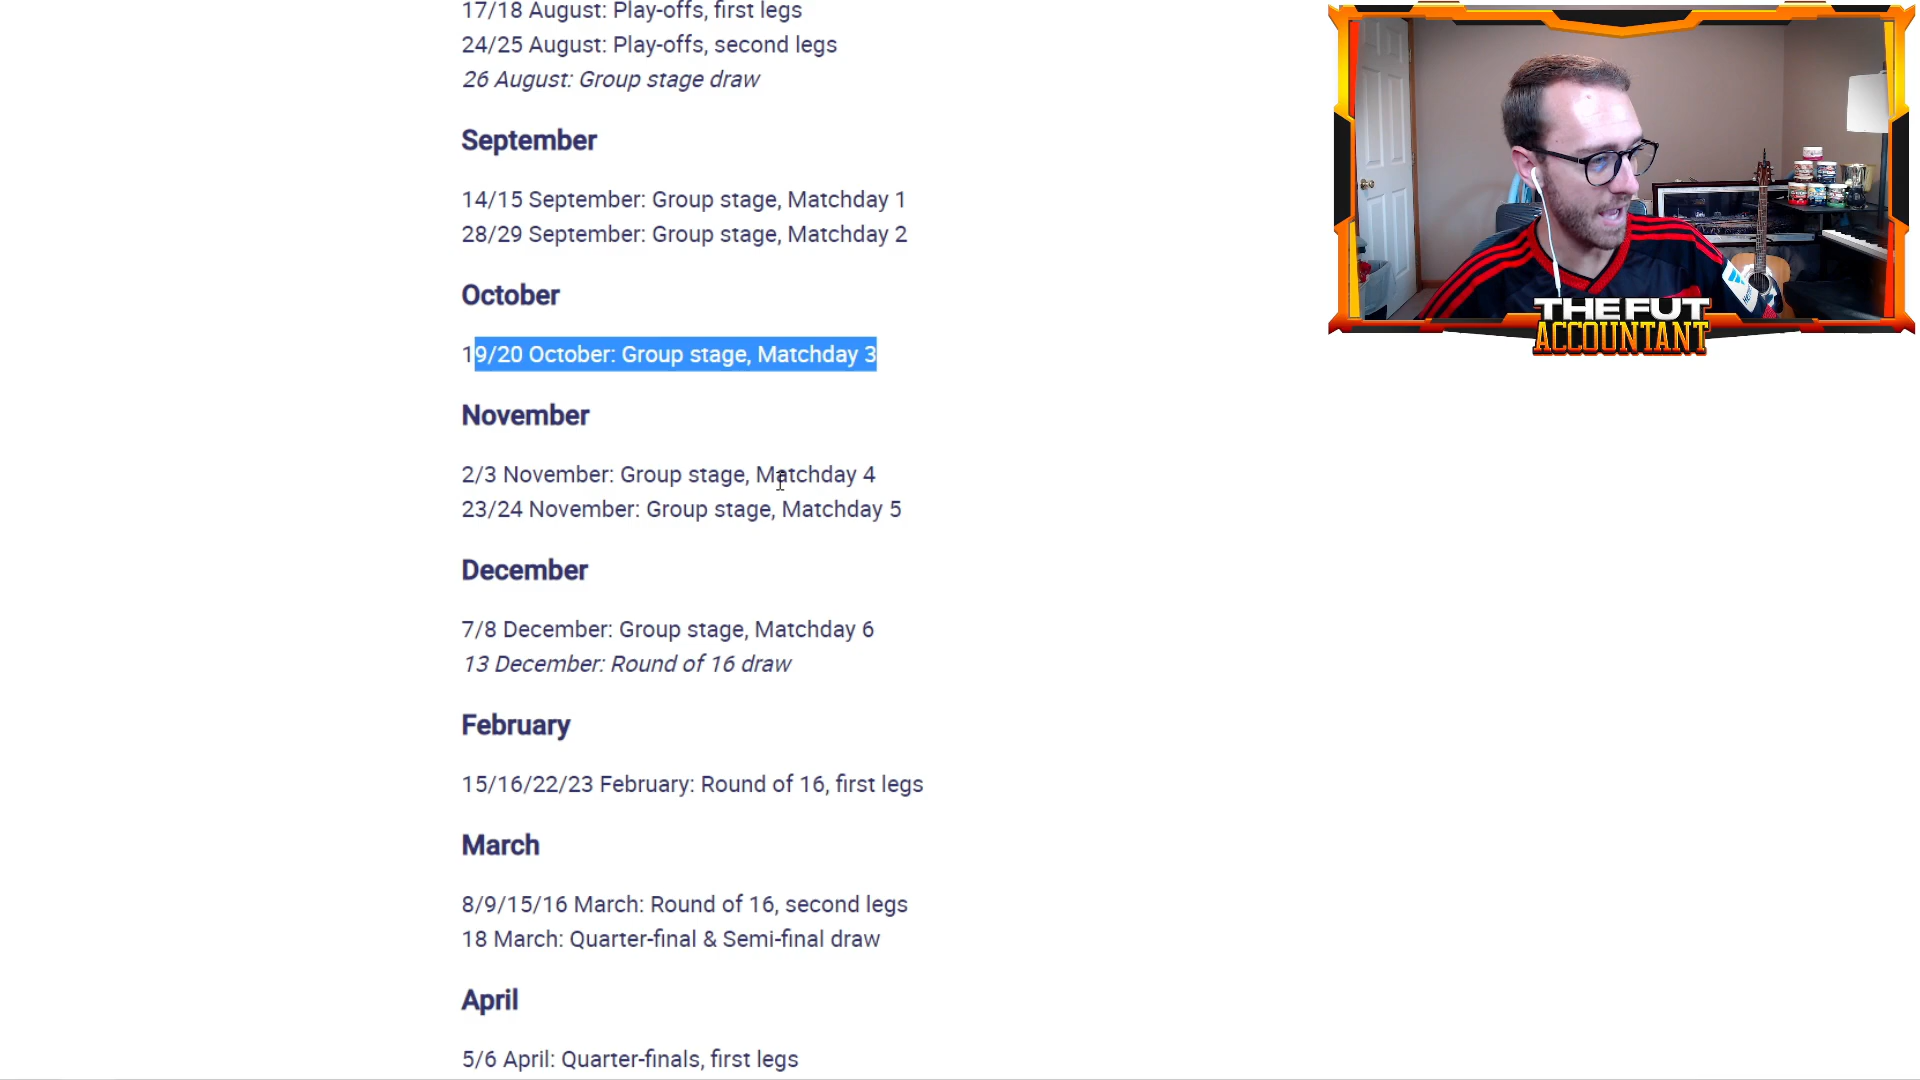 17/18 August: Play-offs, first legs
24/25 August: Play-offs, second legs
26 August: Group stage draw
September
14/15 September: Group stage, Matchday 1
28/29 September: Group stage, Matchday 2
October
19/20 October: Group stage, Matchday 3
November
2/3 November: Group stage, Matchday 4
23/24 November: Group stage, Matchday 5
December
7/8 December: Group stage, Matchday 6
13 December: Round of 16 draw
February
15/16/22/23 February: Round of 16, first legs
March
8/9/15/16 March: Round of 16, second legs
18 March: Quarter-final & Semi-final draw
April
5/6 April: Quarter-finals, first legs
THE FUT
ACCOUNTANT